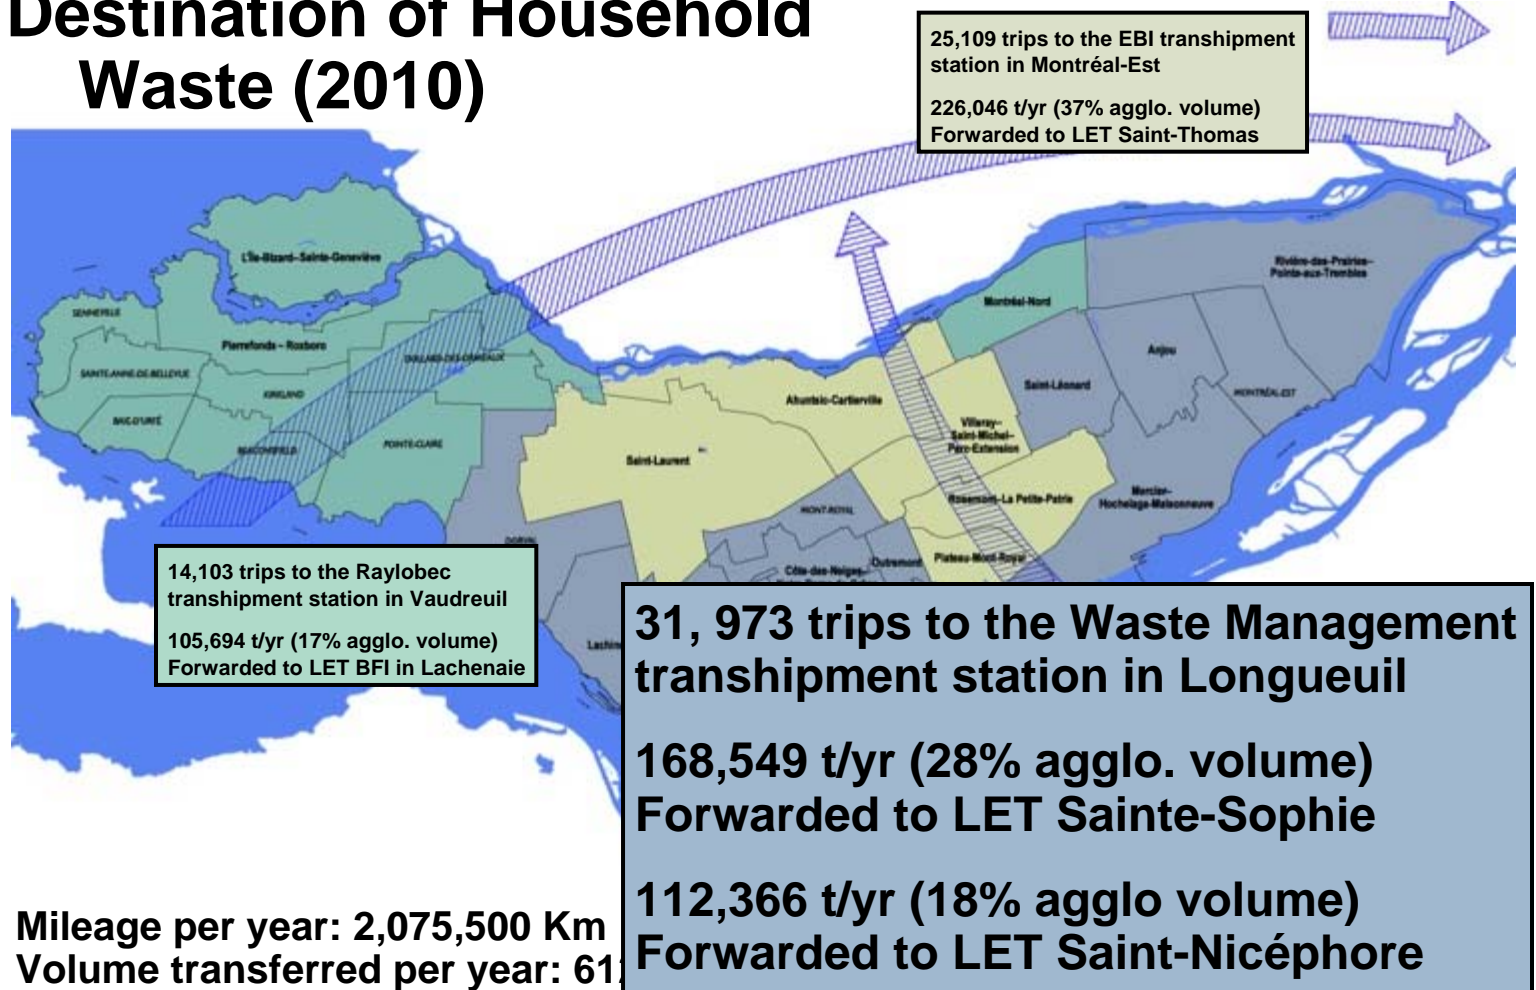 Destination of Household
Waste (2010)
25,109 trips to the EBI transhipment
station in Montréal-Est
226,046 t/yr (37% agglo. volume)
Forwarded to LET Saint-Thomas
L'Île-Bizard–Sainte-Geneviève
Rivière-des-Prairies–
Pointe-aux-Trembles
Montréal-Nord
SENNEVILLE
Pierrefonds – Roxboro
DOLLARD-DES-ORMEAUX
Anjou
SAINTE-ANNE-DE-BELLEVUE
KIRKLAND
Saint-Léonard
MONTRÉAL-EST
Ahuntsic-Cartierville
BAIE-D'URFÉ
Villeray–
Saint-Michel–
Parc-Extension
BEACONSFIELD
POINTE-CLAIRE
Saint-Laurent
Rosemont–La Petite-Patrie
Mercier–
Hochelaga-Maisonneuve
MONT-ROYAL
DORVAL
Outremont
Plateau-Mont-Royal
Côte-des-Neiges–
14,103 trips to the Raylobec
transhipment station in Vaudreuil
105,694 t/yr (17% agglo. volume)
Forwarded to LET BFI in Lachenaie
Lachine
31, 973 trips to the Waste Management
transhipment station in Longueuil
168,549 t/yr (28% agglo. volume)
Forwarded to LET Sainte-Sophie
112,366 t/yr (18% agglo volume)
Forwarded to LET Saint-Nicéphore
Mileage per year: 2,075,500 Km
Volume transferred per year: 61